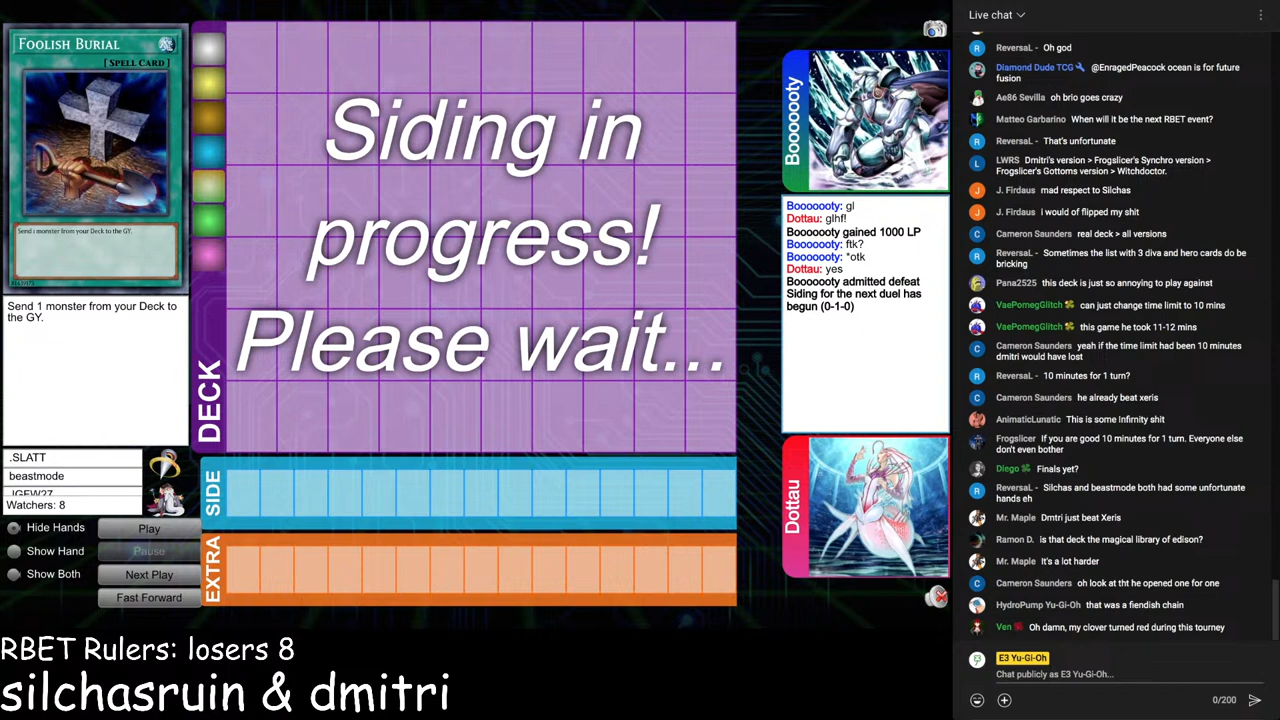 FOOLISH BURIAL
[ SPELL CARD ]
Send 1 monster from your Deck to the GY.
Send 1 monster from your Deck to
the GY.
.SLATT
beastmode
Watchers: 8
Hide Hands
Show Hand
Show Both
Play
Pause
Next Play
Fast Forward
DECK
SIDE
EXTRA
Siding in
progress!
Please wait...
Booooooty
Booooooty: gl
Dottau: glhf!
Booooooty gained 1000 LP
Booooooty: ftk?
Booooooty: *otk
Dottau: yes
Booooooty admitted defeat
Siding for the next duel has
begun (0-1-0)
Dottau
RBET Rulers: losers 8
silchasruin & dmitri
Live chat
ReversaL - Oh god
Diamond Dude TCG @EnragedPeacock ocean is for future
fusion
Ae86 Sevilla oh brio goes crazy
Matteo Garbarino When will it be the next RBET event?
ReversaL - That's unfortunate
LWRS Dmitri's version > Frogslicer's Synchro version >
Frogslicer's Gottoms version > Witchdoctor.
J. Firdaus mad respect to Silchas
J. Firdaus I would of flipped my shit
Cameron Saunders real deck > all versions
ReversaL - Sometimes the list with 3 diva and hero cards do be
bricking
Pana2525 this deck is just so annoying to play against
VaePomegGlitch can just change time limit to 10 mins
VaePomegGlitch this game he took 11-12 mins
Cameron Saunders yeah if the time limit had been 10 minutes
dmitri would have lost
ReversaL - 10 minutes for 1 turn?
Cameron Saunders he already beat xeris
AnimaticLunatic This is some Infirnity shit
Frogslicer If you are good 10 minutes for 1 turn. Everyone else
don't even bother
Diego Finals yet?
ReversaL - Silchas and beastmode both had some unfortunate
hands eh
Mr. Maple Dmtri just beat Xeris
Ramon D. is that deck the magical library of edison?
Mr. Maple It's a lot harder
Cameron Saunders oh look at tht he opened one for one
HydroPump Yu-Gi-Oh that was a fiendish chain
Ven Oh damn, my clover turned red during this tourney
E3 Yu-Gi-Oh
Chat publicly as E3 Yu-Gi-Oh...
0/200